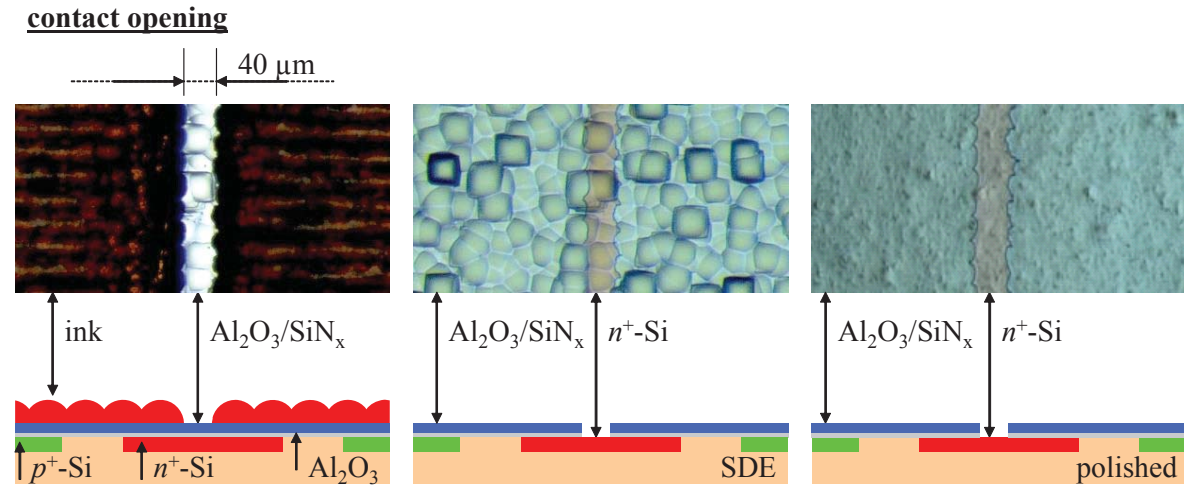 contact opening
40 µm
ink
Al₂O₃/SiNₓ
Al₂O₃/SiNₓ
n⁺-Si
Al₂O₃/SiNₓ
n⁺-Si
p⁺-Si
n⁺-Si
Al₂O₃
SDE
polished